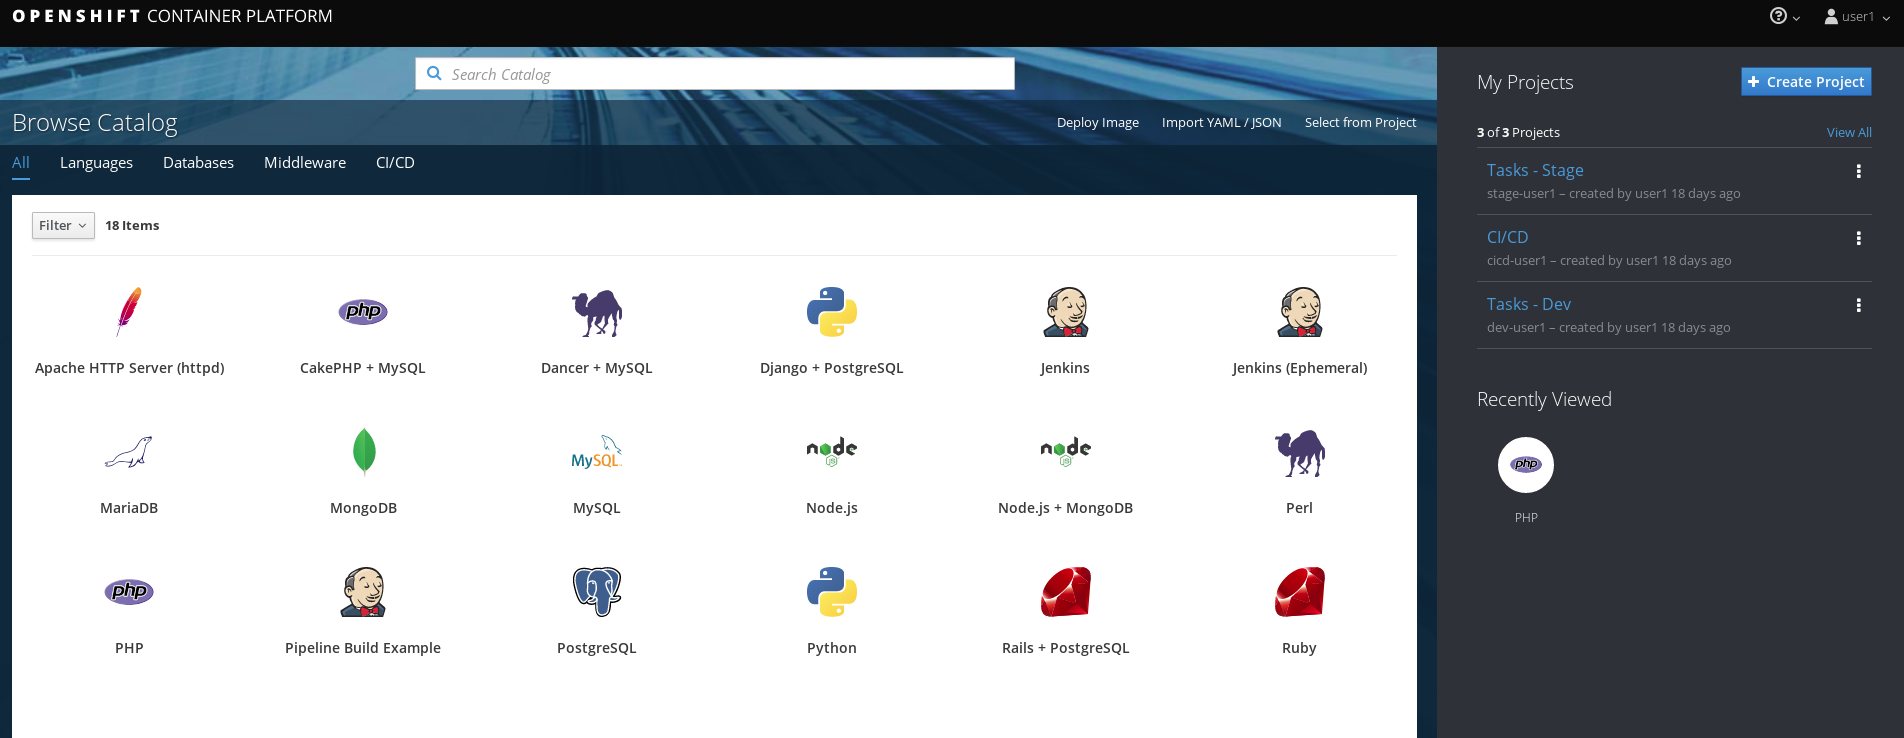 OPENSHIFT CONTAINER PLATFORM
user1
Search Catalog
Browse Catalog
Deploy Image
Import YAML / JSON
Select from Project
All
Languages
Databases
Middleware
CI/CD
Filter
18 Items
php
Apache HTTP Server (httpd)
CakePHP + MySQL
Dancer + MySQL
Django + PostgreSQL
Jenkins
Jenkins (Ephemeral)
MySQL
node
JS
node
JS
MariaDB
MongoDB
MySQL
Node.js
Node.js + MongoDB
Perl
php
PHP
Pipeline Build Example
PostgreSQL
Python
Rails + PostgreSQL
Ruby
My Projects
Create Project
3 of 3 Projects
View All
Tasks - Stage
stage-user1 – created by user1 18 days ago
CI/CD
cicd-user1 – created by user1 18 days ago
Tasks - Dev
dev-user1 – created by user1 18 days ago
Recently Viewed
php
PHP